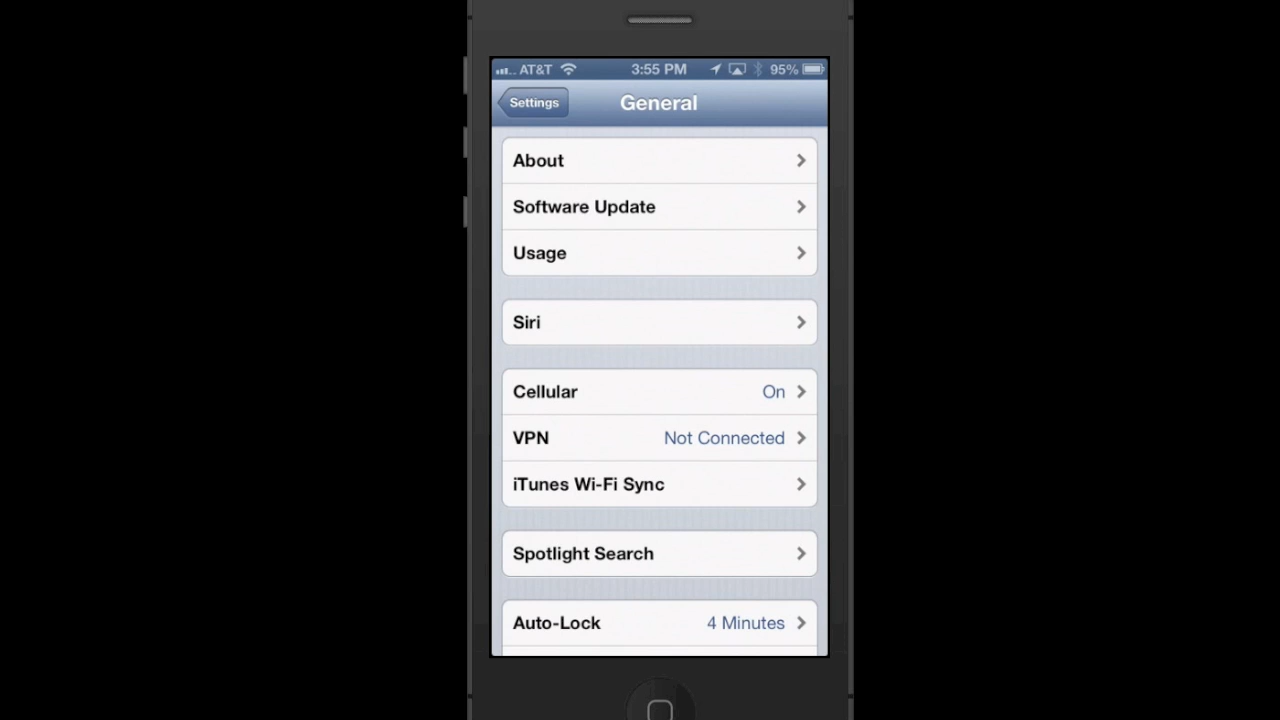 AT&T 3:55 PM 95%
Settings General
About
Software Update
Usage
Siri
Cellular On
VPN Not Connected
iTunes Wi-Fi Sync
Spotlight Search
Auto-Lock 4 Minutes